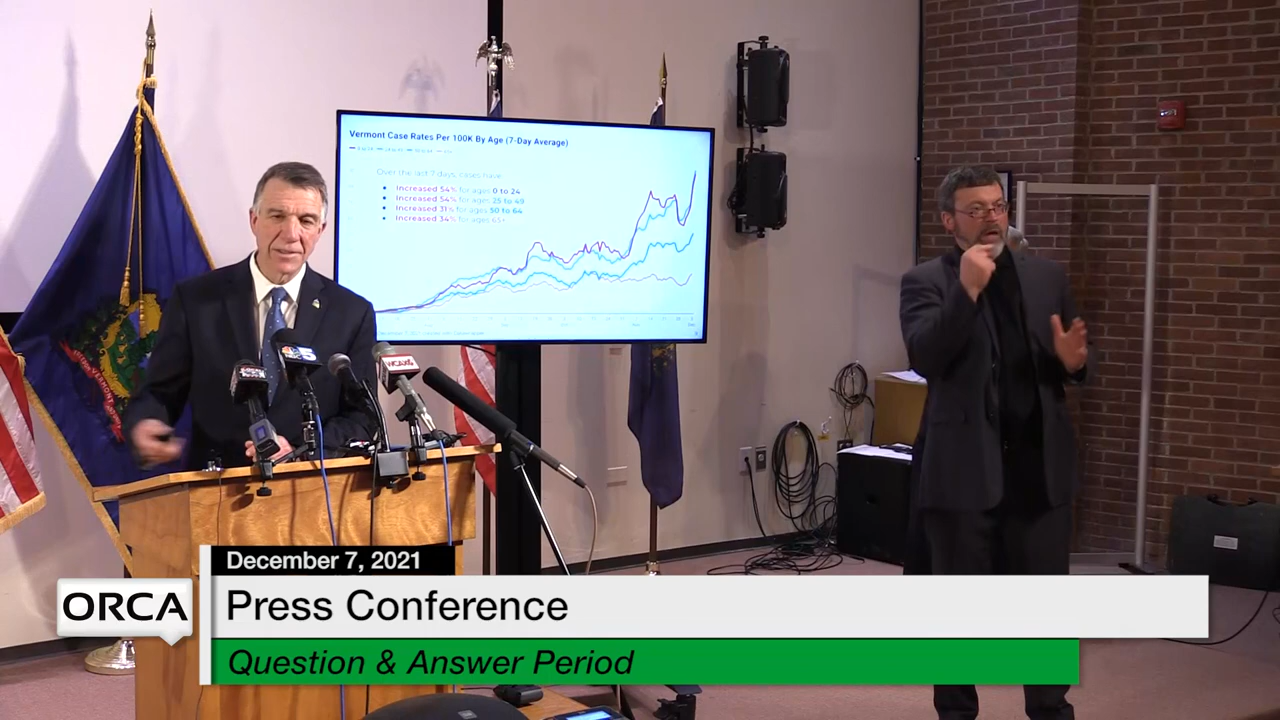 Vermont Case Rates Per 100K By Age (7-Day Average)
Over the last 7 days, cases have:
Increased 54% for ages 0 to 24
Increased 54% for ages 25 to 49
Increased 31% for ages 50 to 64
Increased 34% for ages 65+
5
WCAX3
December 7, 2021
ORCA
Press Conference
Question & Answer Period